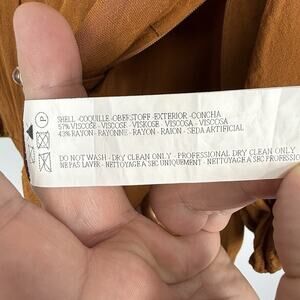 SHELL - COQUILLE - OBERSTOFF - EXTERIOR - CONCHA
57% VISCOSE - VISCOSE - VISKOSE - VISCOSA - VISCOSA
43% RAYON - RAYONNE - RAYON - RAION - SEDA ARTIFICIAL
P
DO NOT WASH - DRY CLEAN ONLY - PROFESSIONAL DRY CLEAN ONLY
NE PAS LAVER - NETTOYAGE A SEC UNIQUEMENT - NETTOYAGE A SEC PROFESSIO